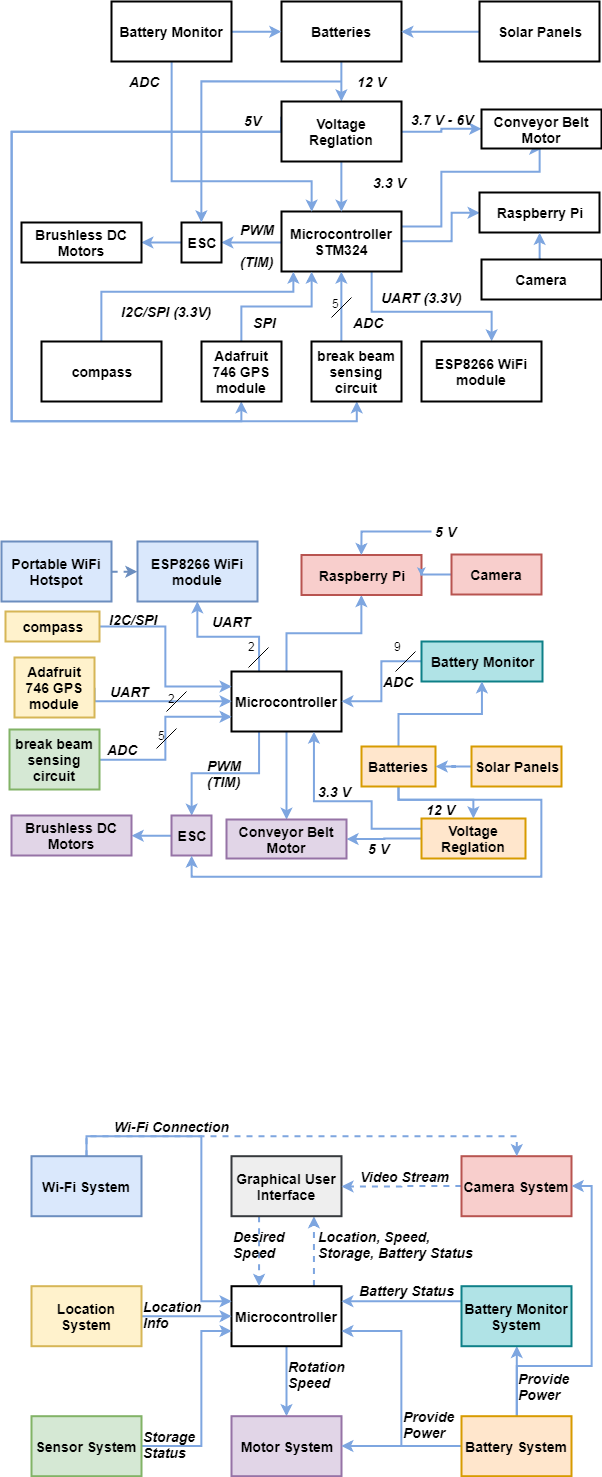 Battery Monitor
Batteries
Solar Panels
ADC
12 V
5V
Voltage
Reglation
3.7 V - 6V
Conveyor Belt
Motor
3.3 V
Brushless DC
Motors
ESC
PWM
(TIM)
Microcontroller
STM324
Raspberry Pi
Camera
I2C/SPI (3.3V)
SPI
5
ADC
UART (3.3V)
compass
Adafruit
746 GPS
module
break beam
sensing
circuit
ESP8266 WiFi
module
5 V
Portable WiFi
Hotspot
ESP8266 WiFi
module
Raspberry Pi
Camera
compass
I2C/SPI
UART
2
9
ADC
Battery Monitor
Adafruit
746 GPS
module
UART
2
Microcontroller
break beam
sensing
circuit
ADC
5
PWM
(TIM)
Batteries
Solar Panels
3.3 V
12 V
Brushless DC
Motors
ESC
Conveyor Belt
Motor
5 V
Voltage
Reglation
Wi-Fi Connection
Wi-Fi System
Graphical User
Interface
Video Stream
Camera System
Desired
Speed
Location, Speed,
Storage, Battery Status
Location
System
Location
Info
Microcontroller
Battery Status
Battery Monitor
System
Rotation
Speed
Provide
Power
Sensor System
Storage
Status
Motor System
Provide
Power
Battery System